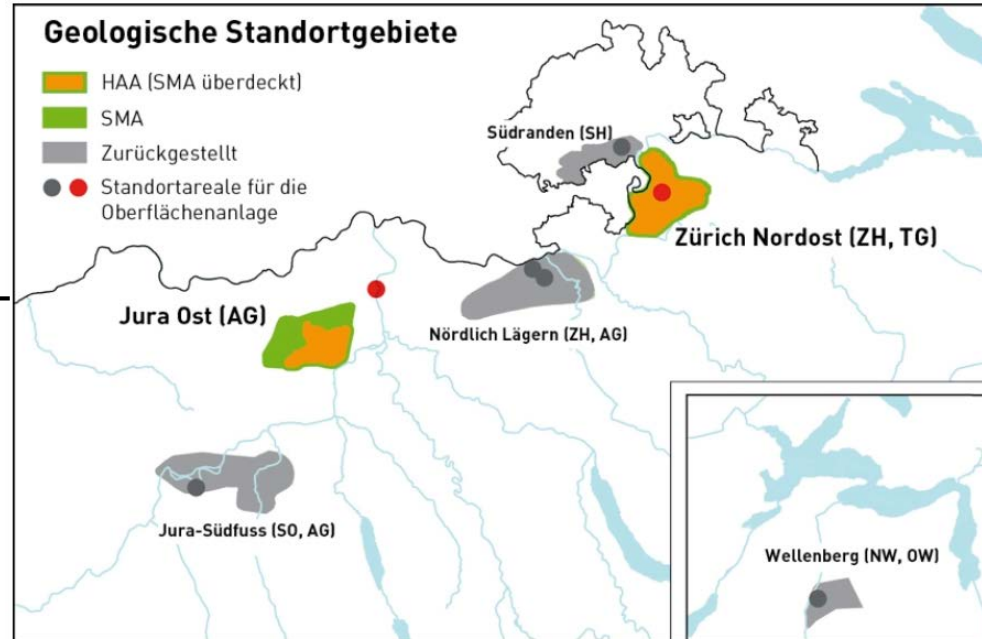 Geologische Standortgebiete
HAA (SMA überdeckt)
SMA
Zurückgestellt
Standortareale für die
Oberflächenanlage
Südranden (SH)
Zürich Nordost (ZH, TG)
Jura Ost (AG)
Nördlich Lägern (ZH, AG)
Jura-Südfuss (SO, AG)
Wellenberg (NW, OW)